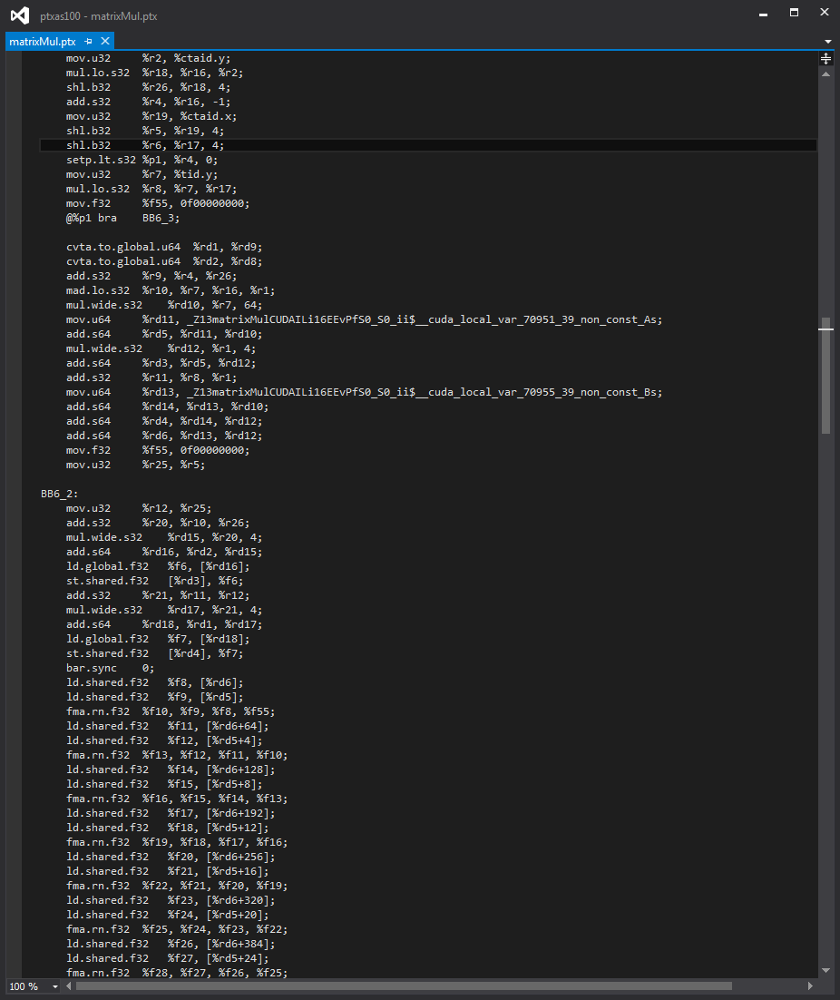 ptxas100 - matrixMul.ptx
matrixMul.ptx
mov.u32 %r2, %ctaid.y;
mul.lo.s32 %r18, %r16, %r2;
shl.b32 %r26, %r18, 4;
add.s32 %r4, %r16, -1;
mov.u32 %r19, %ctaid.x;
shl.b32 %r5, %r19, 4;
shl.b32 %r6, %r17, 4;
setp.lt.s32 %p1, %r4, 0;
mov.u32 %r7, %tid.y;
mul.lo.s32 %r8, %r7, %r17;
mov.f32 %f55, 0f00000000;
@%p1 bra BB6_3;
cvta.to.global.u64 %rd1, %rd9;
cvta.to.global.u64 %rd2, %rd8;
add.s32 %r9, %r4, %r26;
mad.lo.s32 %r10, %r7, %r16, %r1;
mul.wide.s32 %rd10, %r7, 64;
mov.u64 %rd11, _Z13matrixMulCUDAILi16EEvPfS0_S0_ii$__cuda_local_var_70951_39_non_const_As;
add.s64 %rd5, %rd11, %rd10;
mul.wide.s32 %rd12, %r1, 4;
add.s64 %rd3, %rd5, %rd12;
add.s32 %r11, %r8, %r1;
mov.u64 %rd13, _Z13matrixMulCUDAILi16EEvPfS0_S0_ii$__cuda_local_var_70955_39_non_const_Bs;
add.s64 %rd14, %rd13, %rd10;
add.s64 %rd4, %rd14, %rd12;
add.s64 %rd6, %rd13, %rd12;
mov.f32 %f55, 0f00000000;
mov.u32 %r25, %r5;
BB6_2:
mov.u32 %r12, %r25;
add.s32 %r20, %r10, %r26;
mul.wide.s32 %rd15, %r20, 4;
add.s64 %rd16, %rd2, %rd15;
ld.global.f32 %f6, [%rd16];
st.shared.f32 [%rd3], %f6;
add.s32 %r21, %r11, %r12;
mul.wide.s32 %rd17, %r21, 4;
add.s64 %rd18, %rd1, %rd17;
ld.global.f32 %f7, [%rd18];
st.shared.f32 [%rd4], %f7;
bar.sync 0;
ld.shared.f32 %f8, [%rd6];
ld.shared.f32 %f9, [%rd5];
fma.rn.f32 %f10, %f9, %f8, %f55;
ld.shared.f32 %f11, [%rd6+64];
ld.shared.f32 %f12, [%rd5+4];
fma.rn.f32 %f13, %f12, %f11, %f10;
ld.shared.f32 %f14, [%rd6+128];
ld.shared.f32 %f15, [%rd5+8];
fma.rn.f32 %f16, %f15, %f14, %f13;
ld.shared.f32 %f17, [%rd6+192];
ld.shared.f32 %f18, [%rd5+12];
fma.rn.f32 %f19, %f18, %f17, %f16;
ld.shared.f32 %f20, [%rd6+256];
ld.shared.f32 %f21, [%rd5+16];
fma.rn.f32 %f22, %f21, %f20, %f19;
ld.shared.f32 %f23, [%rd6+320];
ld.shared.f32 %f24, [%rd5+20];
fma.rn.f32 %f25, %f24, %f23, %f22;
ld.shared.f32 %f26, [%rd6+384];
ld.shared.f32 %f27, [%rd5+24];
fma.rn.f32 %f28, %f27, %f26, %f25;
100 %